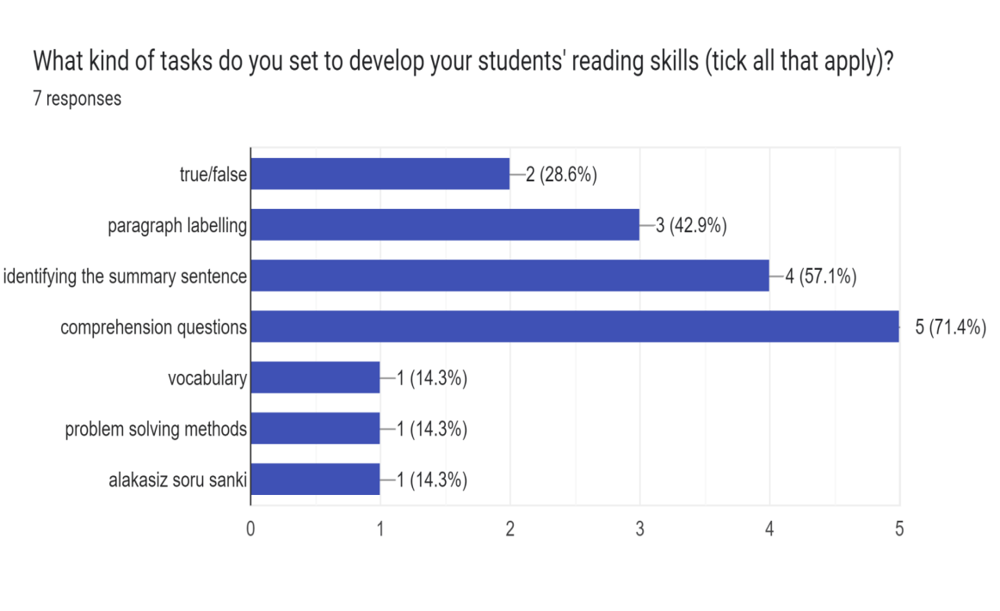 What kind of tasks do you set to develop your students' reading skills (tick all that apply)?
7 responses
true/false
2 (28.6%)
paragraph labelling
3 (42.9%)
identifying the summary sentence
4 (57.1%)
comprehension questions
5 (71.4%)
vocabulary
1 (14.3%)
problem solving methods
1 (14.3%)
alakasiz soru sanki
1 (14.3%)
0 1 2 3 4 5